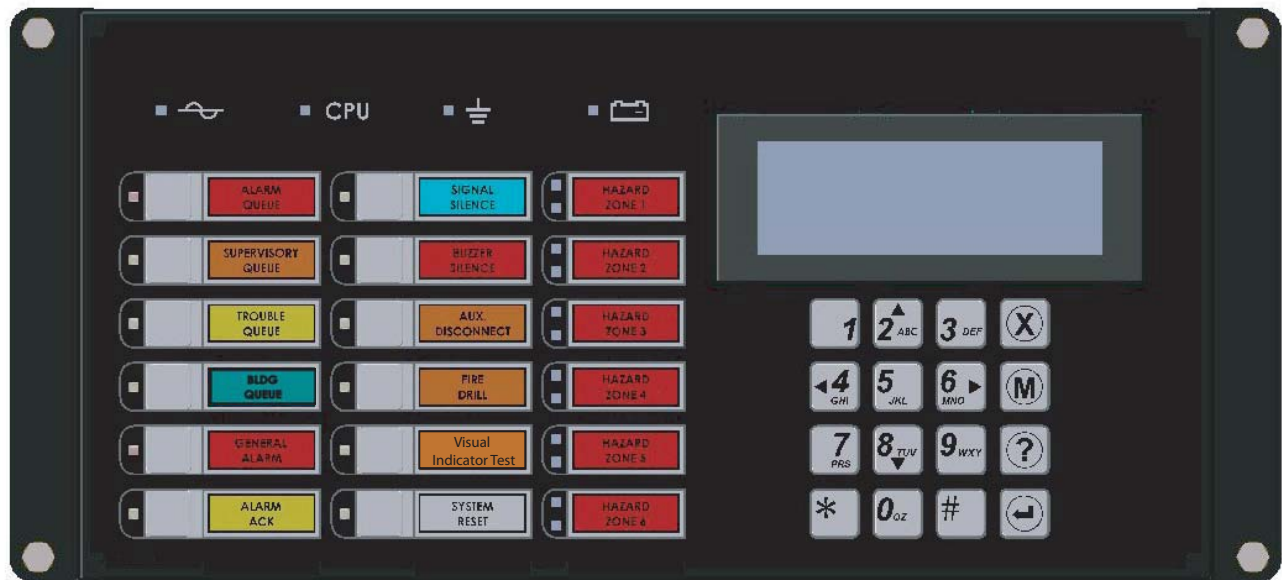 CPU
ALARM
QUEUE
SIGNAL
SILENCE
HAZARD
ZONE 1
SUPERVISORY
QUEUE
BUZZER
SILENCE
HAZARD
ZONE 2
TROUBLE
QUEUE
AUX.
DISCONNECT
HAZARD
ZONE 3
BLDG
QUEUE
FIRE
DRILL
HAZARD
ZONE 4
GENERAL
ALARM
Visual
Indicator Test
HAZARD
ZONE 5
ALARM
ACK
SYSTEM
RESET
HAZARD
ZONE 6
1 2 ABC 3 DEF X
4 GHI 5 JKL 6 MNO M
7 PRS 8 TUV 9 WXY ?
* 0 QZ #